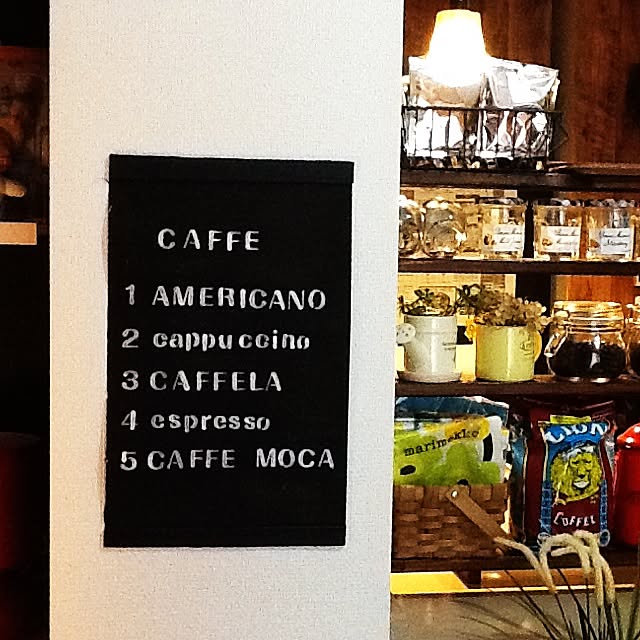 CAFFE
1 AMERICANO
2 cappuccino
3 CAFFELA
4 espresso
5 CAFFE MOCA
marimekko
LION
COFFEE